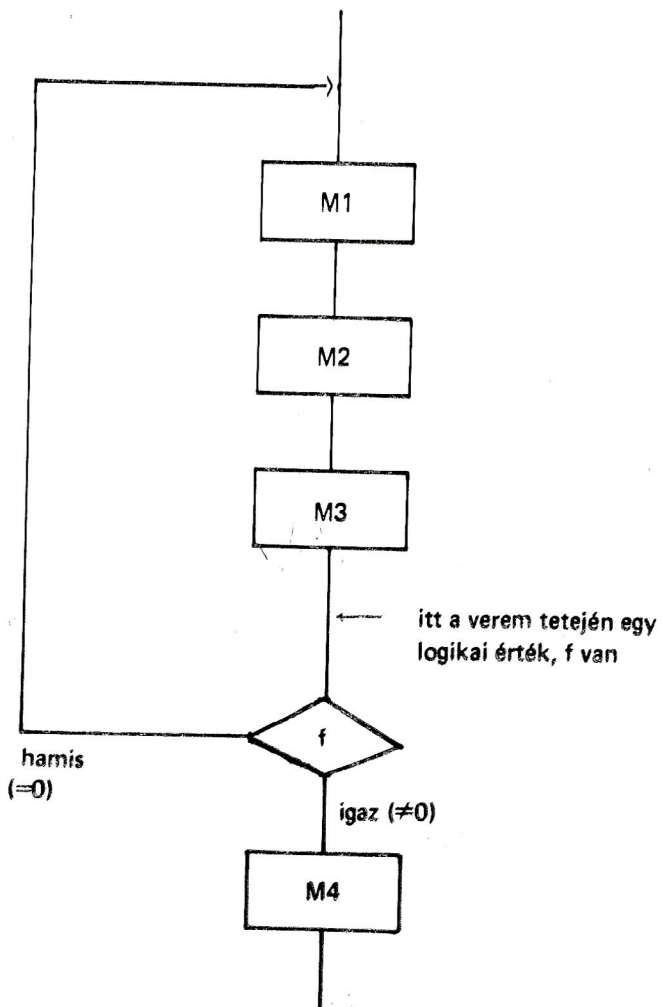 M1
M2
M3
itt a verem tetején egy
logikai érték, f van
f
hamis
(=0)
igaz (≠0)
M4